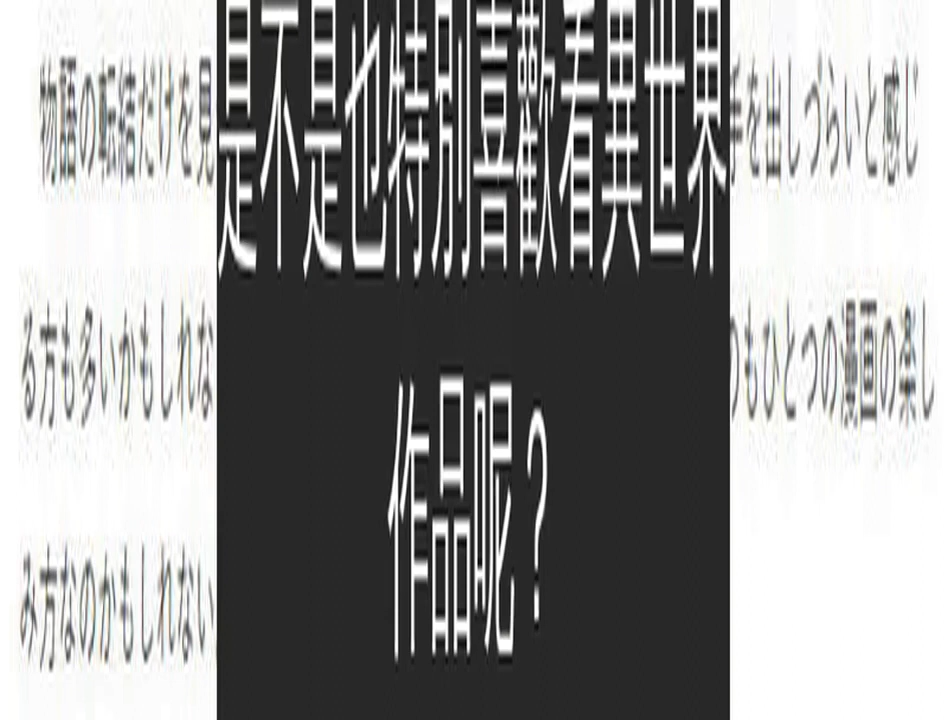 物語の転結だけを見
手を出しづらいと感じ
る方も多いかもしれな
のもひとつの漫画の楽し
み方なのかもしれない
是不是也特別喜歡看異世界
作品呢？